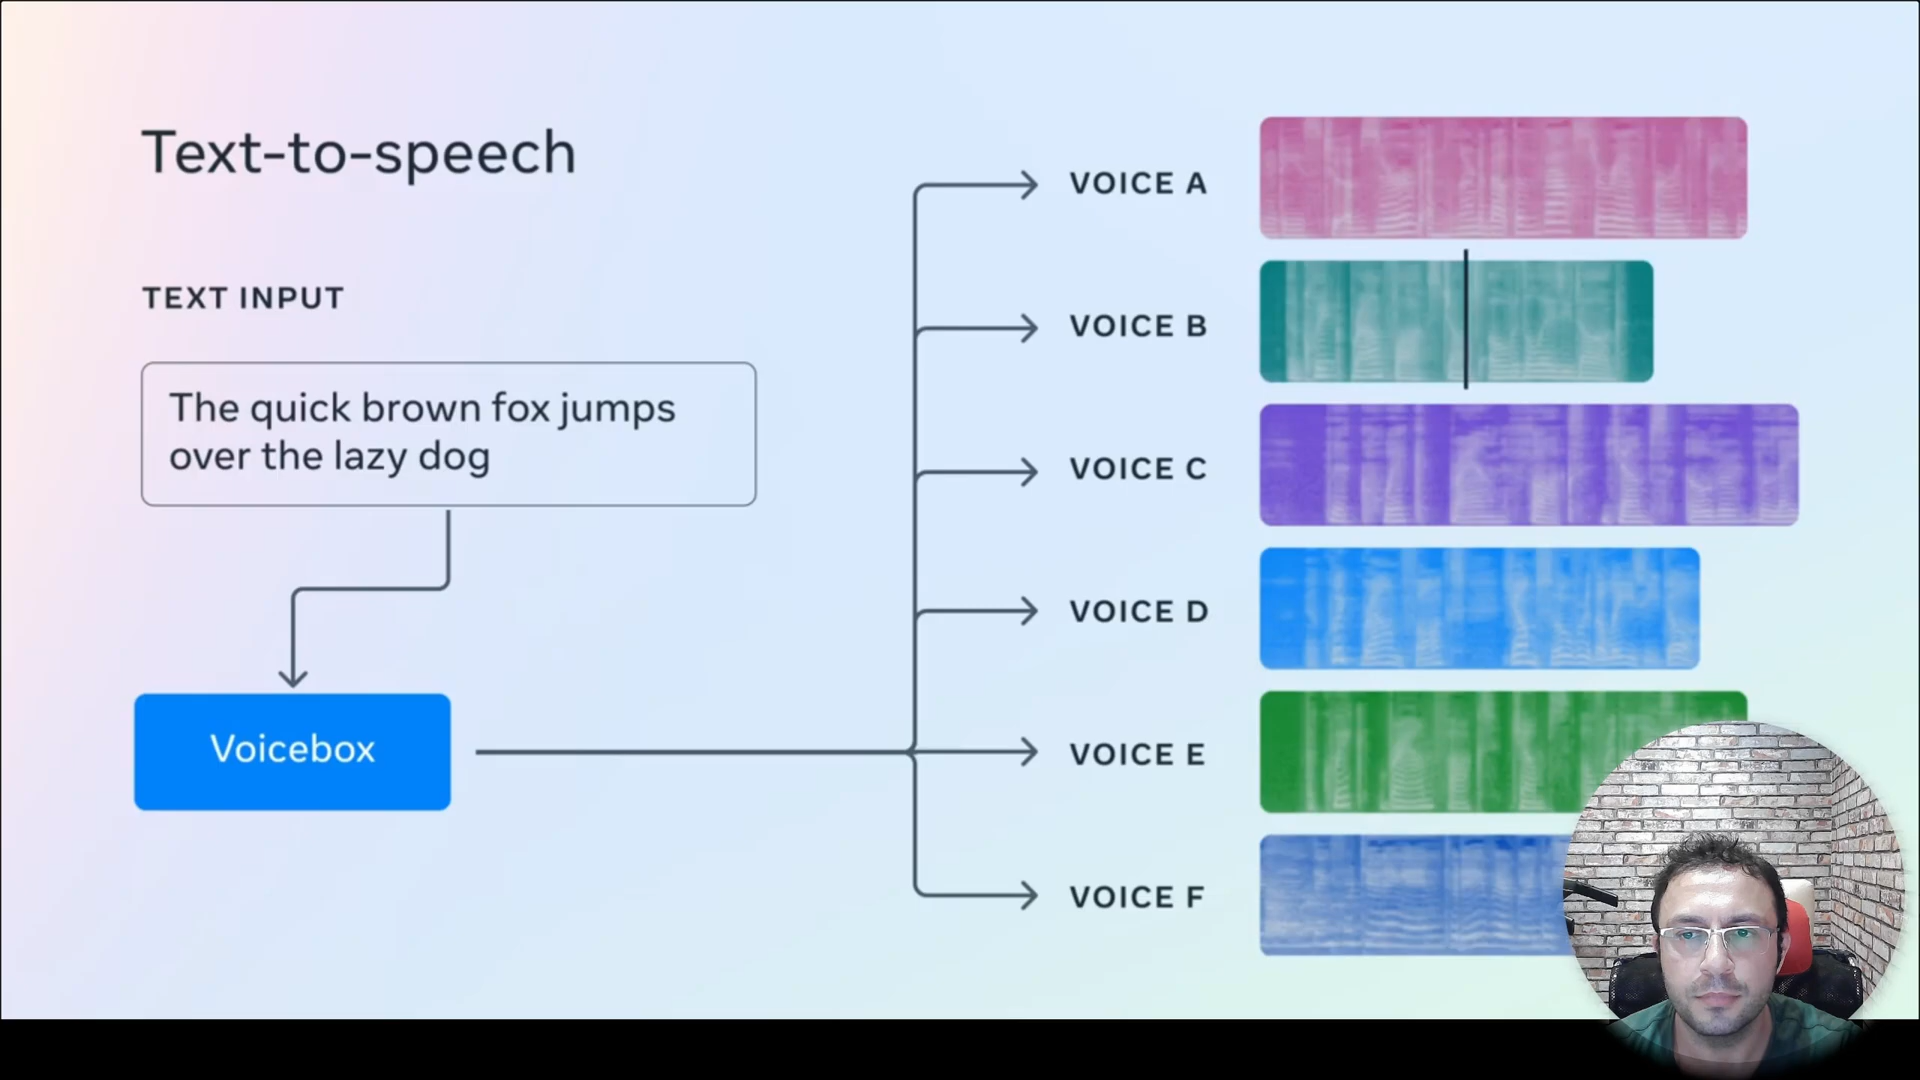 Text-to-speech
TEXT INPUT
The quick brown fox jumps
over the lazy dog
Voicebox
VOICE A
VOICE B
VOICE C
VOICE D
VOICE E
VOICE F